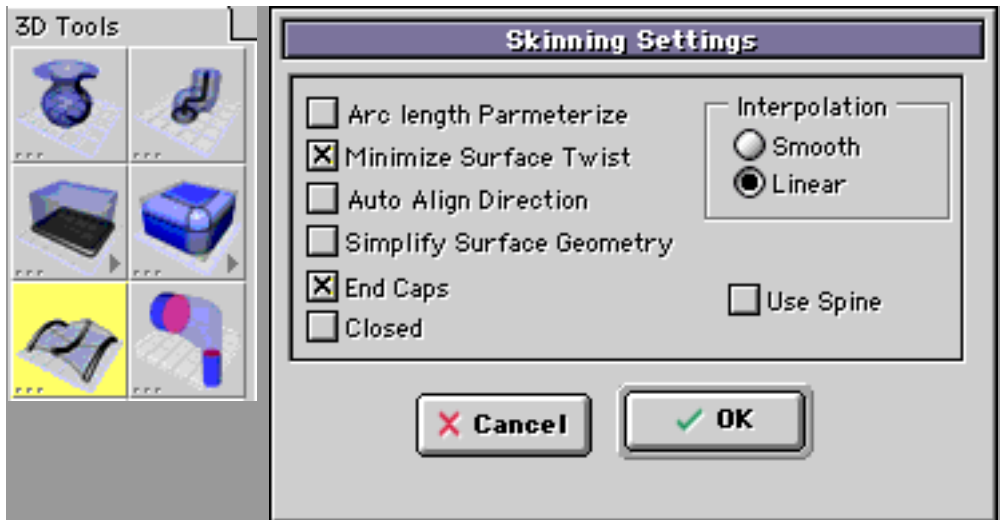 3D Tools
Skinning Settings
Arc length Parmeterize
Minimize Surface Twist
Auto Align Direction
Simplify Surface Geometry
End Caps
Closed
Interpolation
Smooth
Linear
Use Spine
Cancel
OK